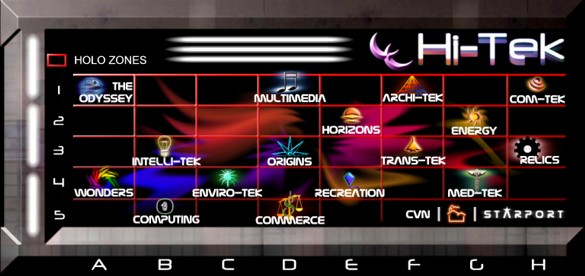 Hi-Tek
HOLO ZONES
1 THE ODYSSEY MULTIMEDIA ARCHI-TEK COM-TEK
2 HORIZONS ENERGY
3 INTELLI-TEK ORIGINS TRANS-TEK RELICS
4 WONDERS ENVIRO-TEK RECREATION MED-TEK
5 COMPUTING COMMERCE CVN | | STARPORT
A B C D E F G H